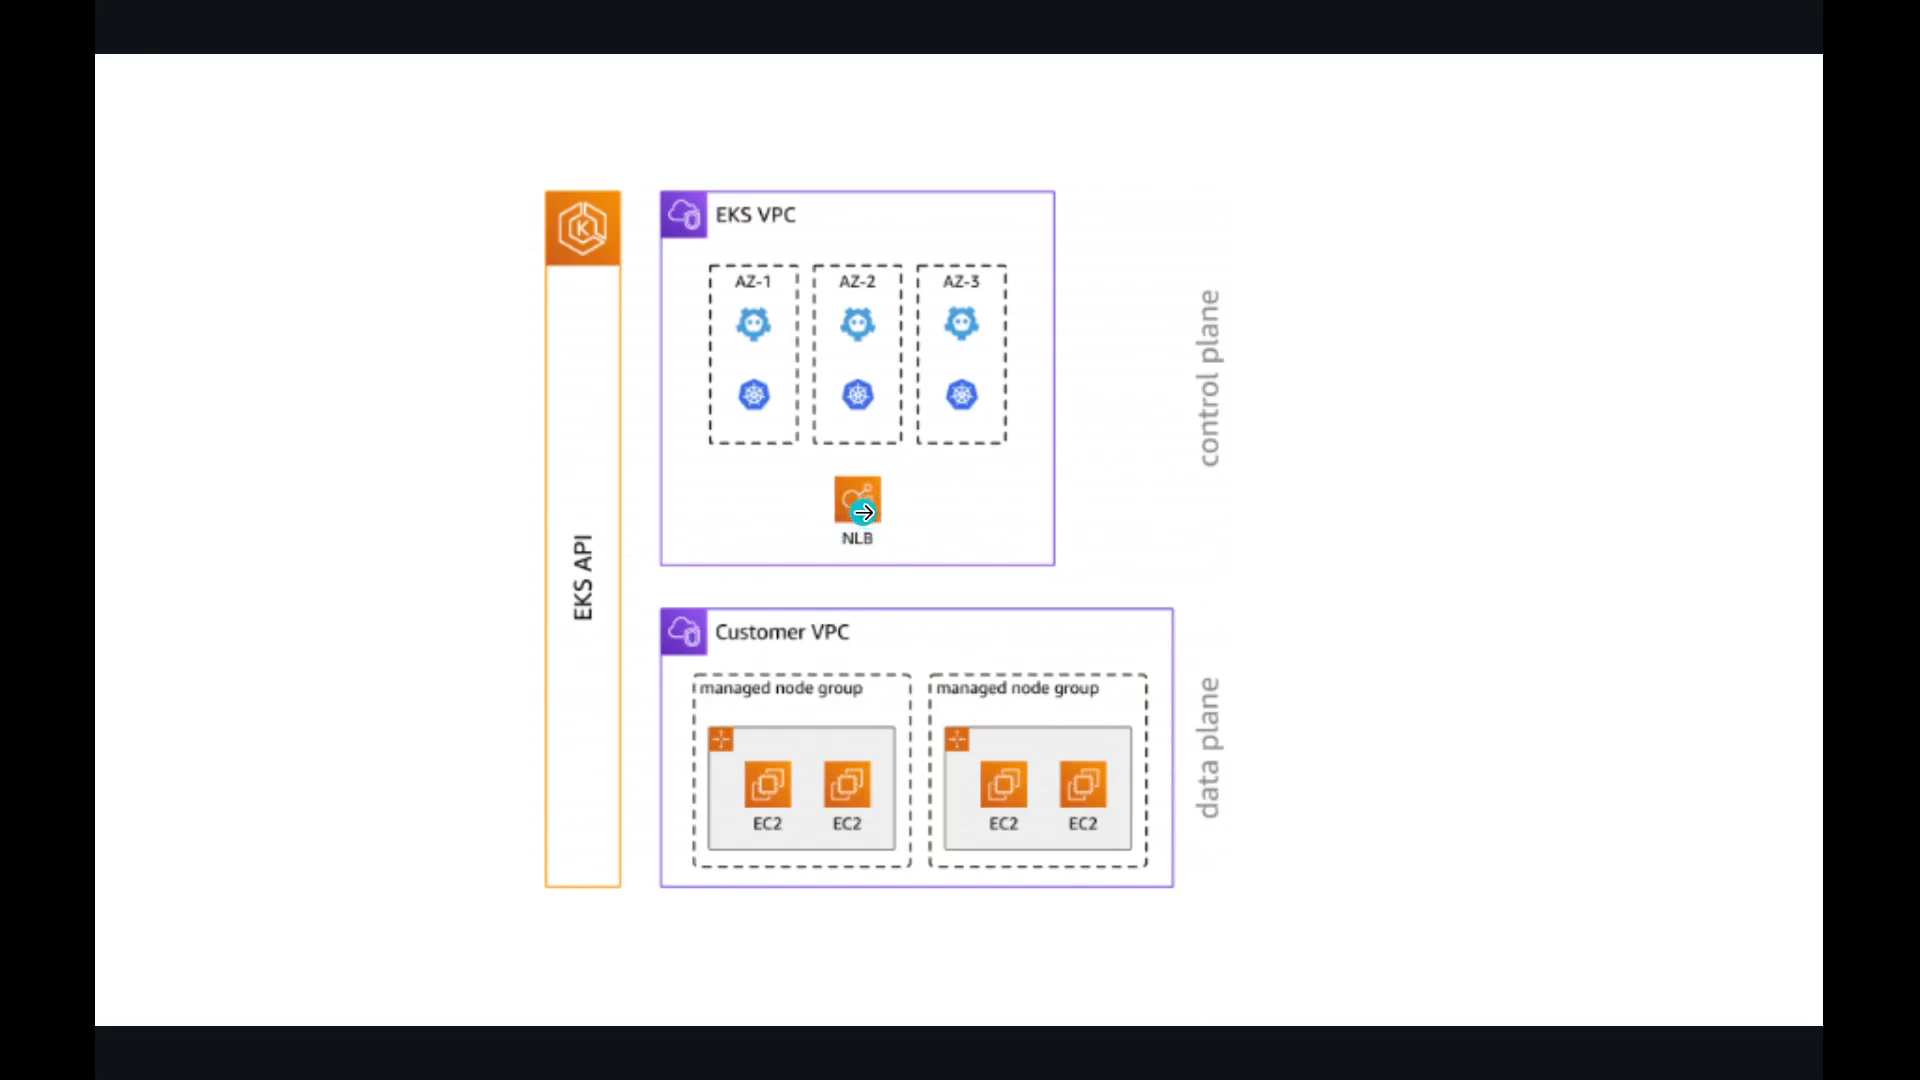 EKS API
EKS VPC
AZ-1 AZ-2 AZ-3
NLB
control plane
Customer VPC
managed node group managed node group
EC2 EC2 EC2 EC2
data plane